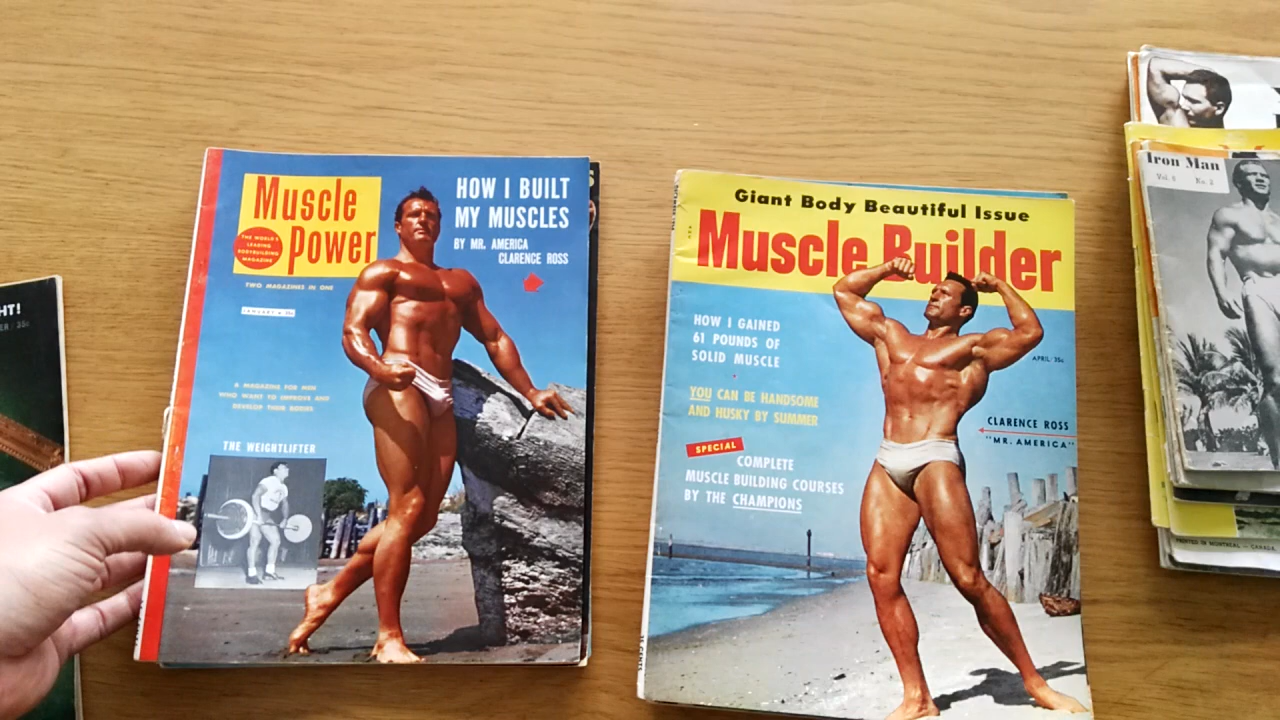 HT!
35c
Muscle
Power
THE WORLD'S
LEADING
BODYBUILDING
MAGAZINE
TWO MAGAZINES IN ONE
JANUARY
HOW I BUILT
MY MUSCLES
BY MR. AMERICA
CLARENCE ROSS
A MAGAZINE FOR MEN
WHO WANT TO IMPROVE AND
DEVELOP THEIR BODIES
THE WEIGHTLIFTER
Giant Body Beautiful Issue
Muscle Builder
HOW I GAINED
61 POUNDS OF
SOLID MUSCLE
APRIL/35c
YOU CAN BE HANDSOME
AND HUSKY BY SUMMER
CLARENCE ROSS
"MR. AMERICA"
SPECIAL
COMPLETE
MUSCLE BUILDING COURSES
BY THE CHAMPIONS
Iron Man
Vol. 8 No. 2
PRINTED IN MONTREAL — CANADA